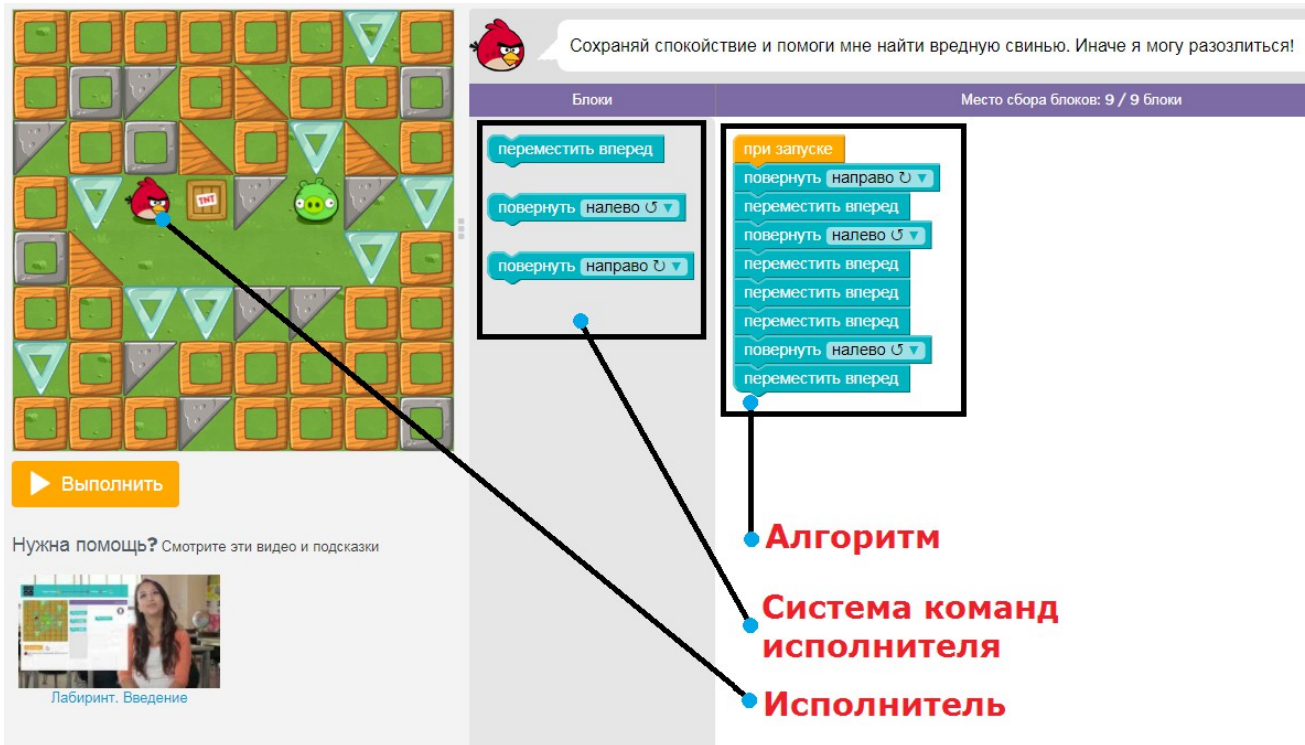 Сохраняй спокойствие и помоги мне найти вредную свинью. Иначе я могу разозлиться!
Блоки
Место сбора блоков: 9 / 9 блоки
переместить вперед
повернуть налево ↺ ▼
повернуть направо ↻ ▼
при запуске
повернуть направо ↻ ▼
переместить вперед
повернуть налево ↺ ▼
переместить вперед
переместить вперед
переместить вперед
повернуть налево ↺ ▼
переместить вперед
TNT
Выполнить
Нужна помощь? Смотрите эти видео и подсказки
Лабиринт. Введение
Алгоритм
Система команд
исполнителя
Исполнитель